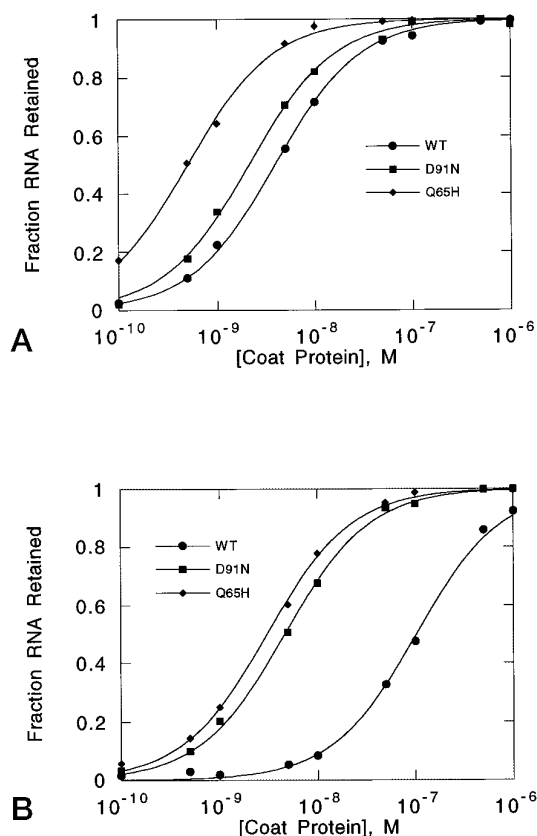 1
0.8
0.6
0.4
0.2
0
Fraction RNA Retained
WT
D91N
Q65H
10-10 10-9 10-8 10-7 10-6
[Coat Protein], M
A
1
0.8
0.6
0.4
0.2
0
Fraction RNA Retained
WT
D91N
Q65H
10-10 10-9 10-8 10-7 10-6
[Coat Protein], M
B